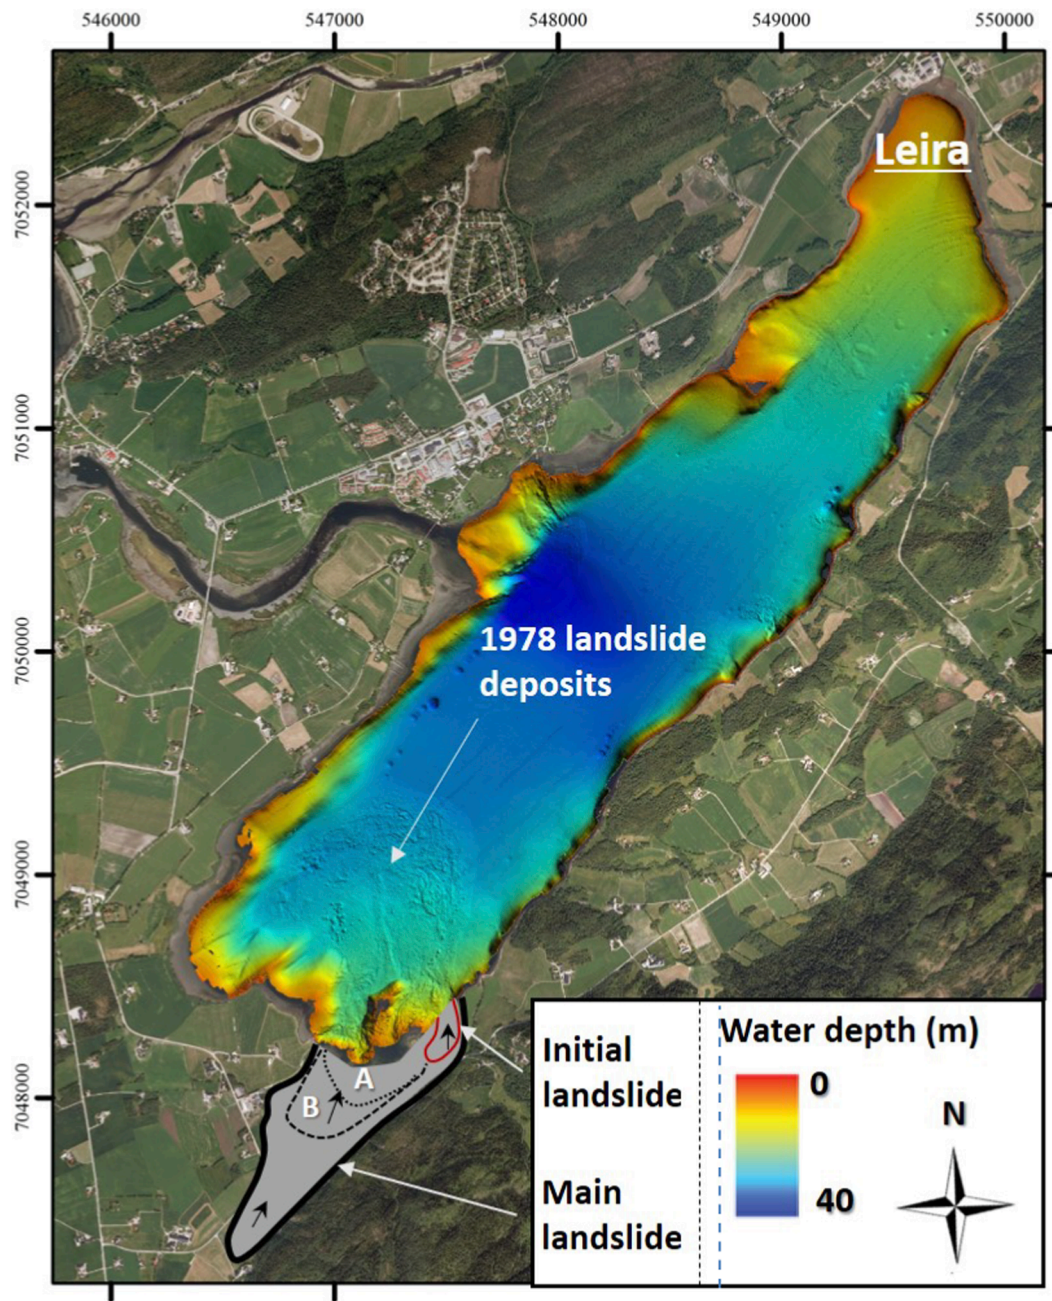 546000 547000 548000 549000 550000
Leira
7052000
7051000
7050000
7049000
7048000
1978 landslide
deposits
A
B
Initial
landslide
Main
landslide
Water depth (m)
0
40
N